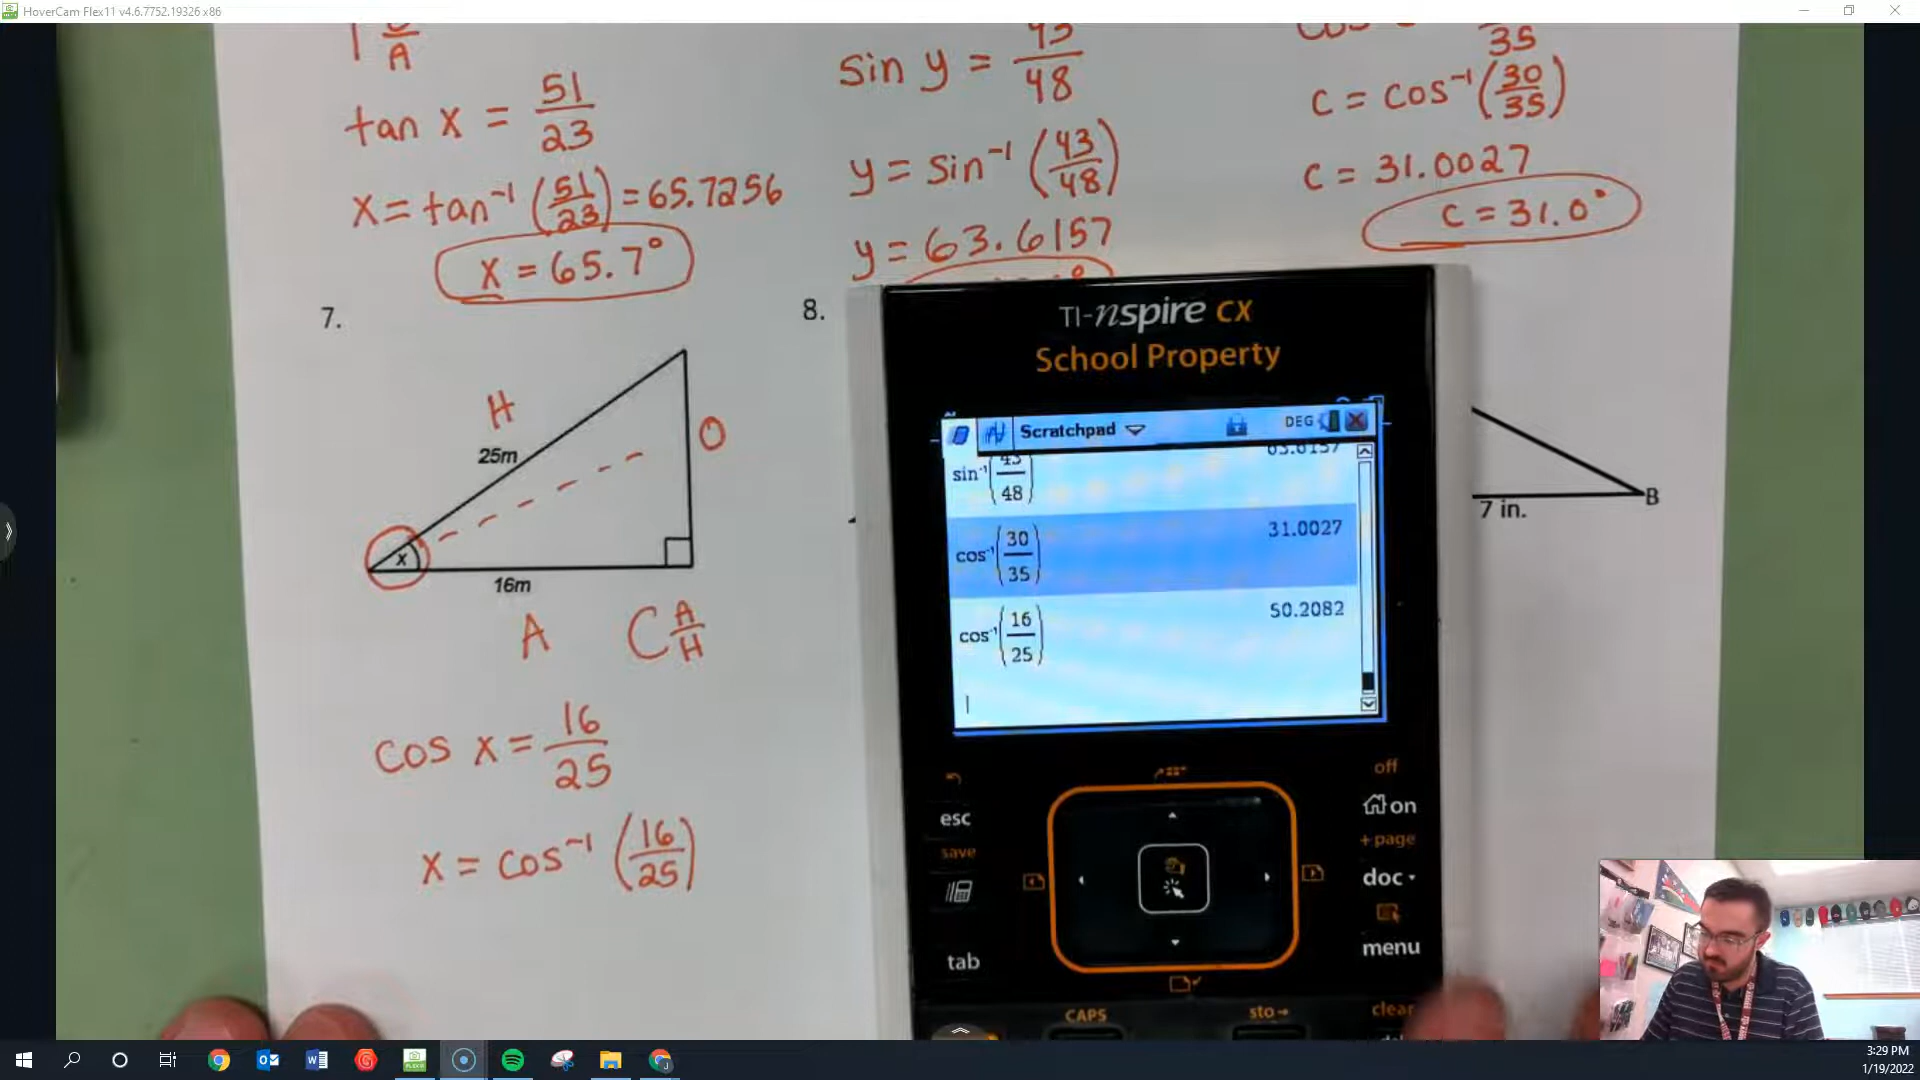 HoverCam Flex11 v4.6.7752.19326 x86
A
tan x = 51/23
x = tan⁻¹ (51/23) = 65.7256
x = 65.7°
sin y = 43/48
y = sin⁻¹ (43/48)
y = 63.6157
35
c = cos⁻¹ (30/35)
c = 31.0027
c = 31.0°
7.
H
25m
O
x
16m
A
C A/H
cos x = 16/25
x = cos⁻¹ (16/25)
8.
B
7 in.
TI-nspire CX
School Property
Scratchpad
DEG
sin⁻¹(43/48) 63.6157
cos⁻¹(30/35) 31.0027
cos⁻¹(16/25) 50.2082
esc
save
tab
off
on
+page
doc
menu
CAPS
sto→
clear
3:29 PM
1/19/2022